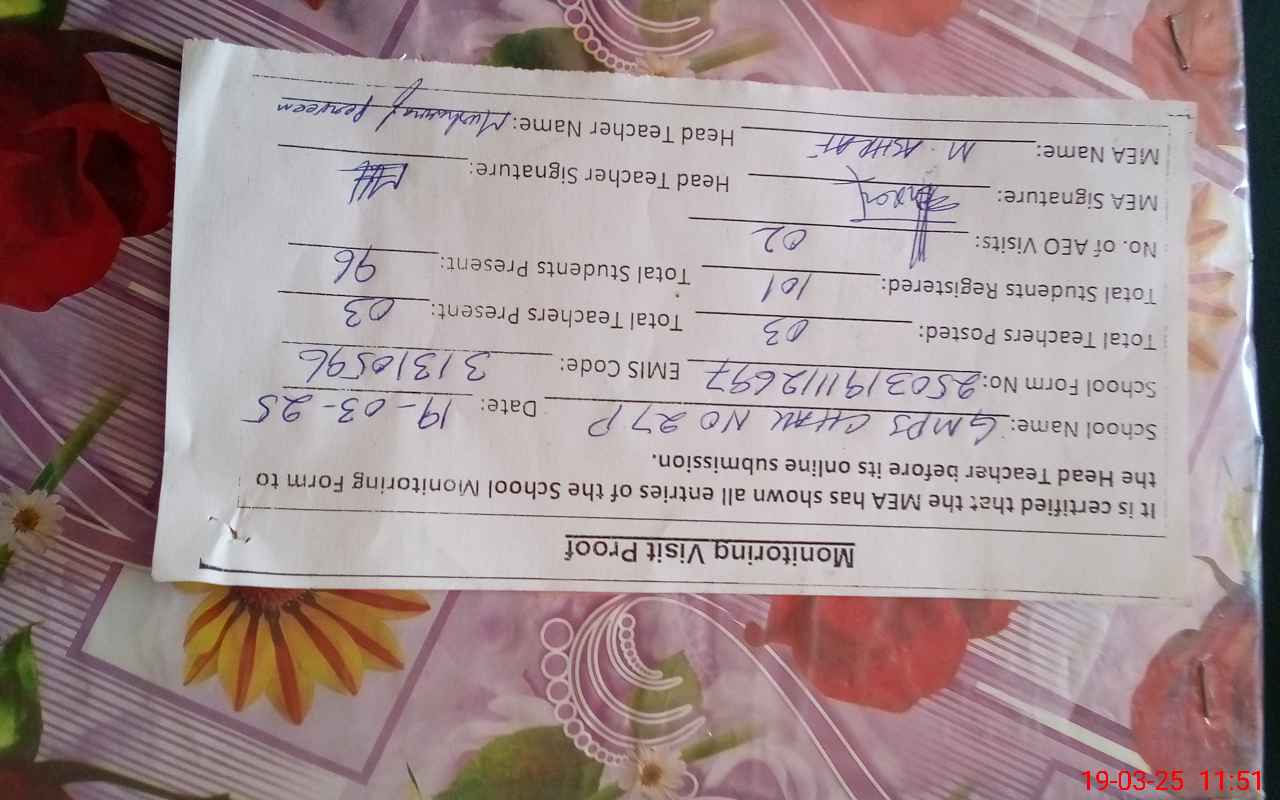 Monitoring Visit Proof
It is certified that the MEA has shown all entries of the School Monitoring Form to
the Head Teacher before its online submission.
School Name: GMPS CHAK NO 27 P Date: 19-03-25
School Form No: 2503191112697 EMIS Code: 31310596
Total Teachers Posted: 03 Total Teachers Present: 03
Total Students Registered: 101 Total Students Present: 96
No. of AEO Visits: 02
MEA Signature: Head Teacher Signature:
MEA Name: M. ASHRAF Head Teacher Name: Musharraf Perveen
19-03-25 11:51